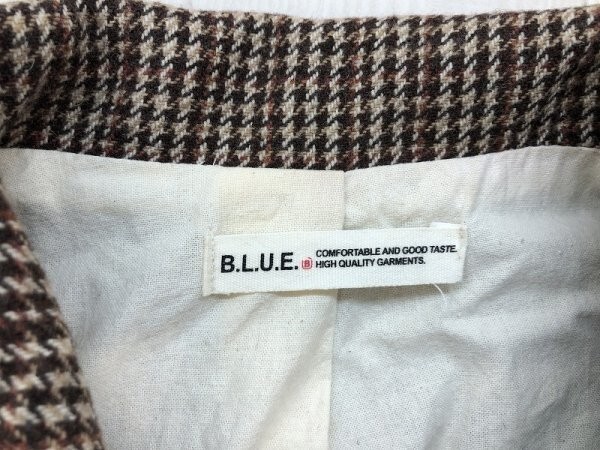 B.L.U.E. B COMFORTABLE AND GOOD TASTE.
HIGH QUALITY GARMENTS.